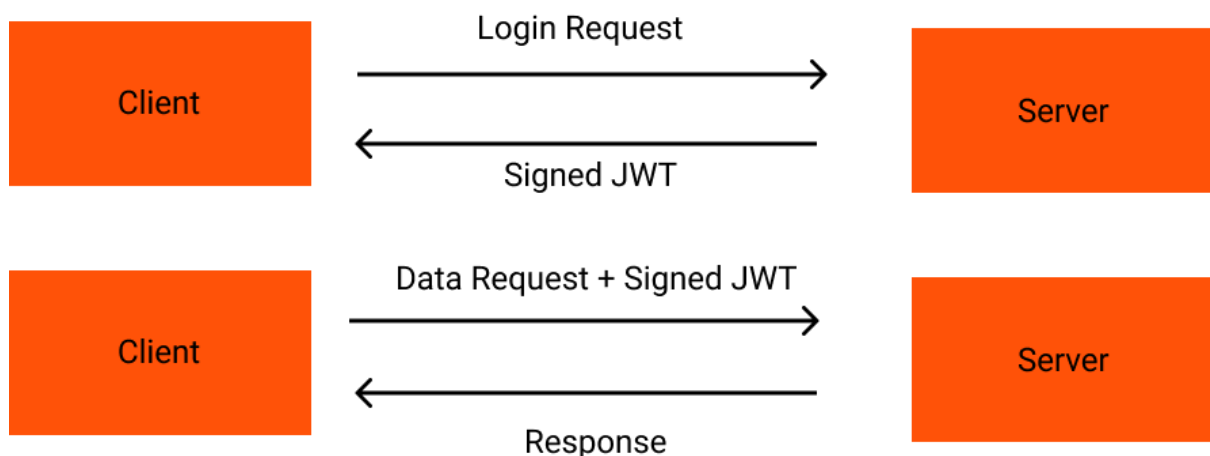 Login Request
Client
Server
Signed JWT
Data Request + Signed JWT
Client
Server
Response